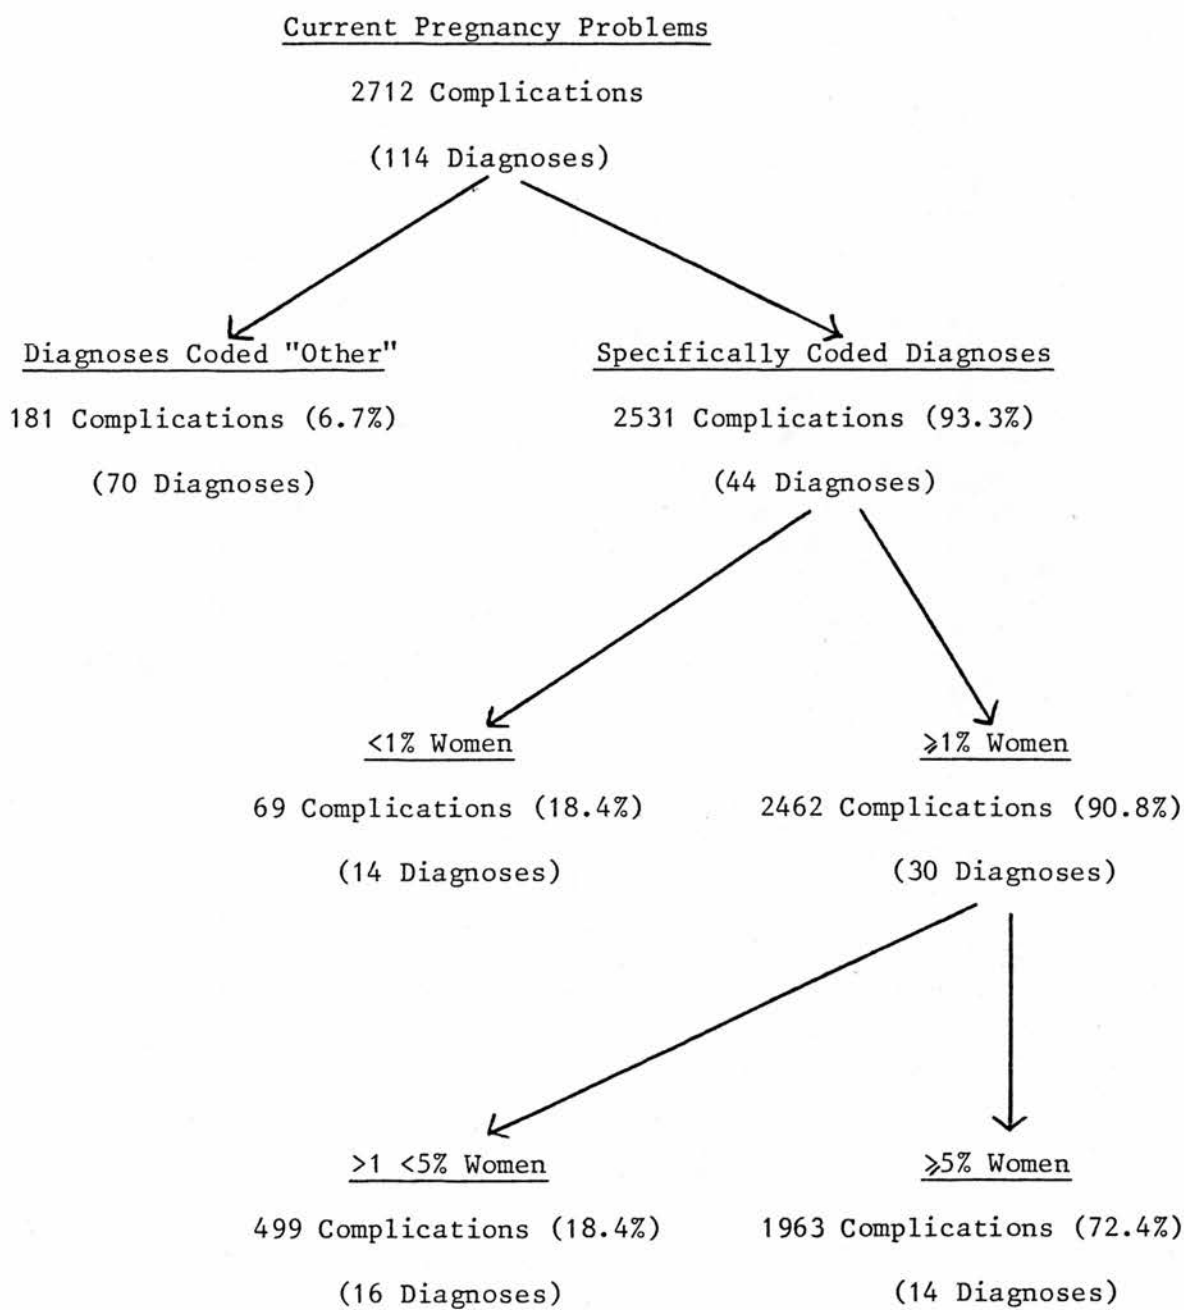 Current Pregnancy Problems
2712 Complications
(114 Diagnoses)
Diagnoses Coded "Other"
181 Complications (6.7%)
(70 Diagnoses)
Specifically Coded Diagnoses
2531 Complications (93.3%)
(44 Diagnoses)
<1% Women
69 Complications (18.4%)
(14 Diagnoses)
⩾1% Women
2462 Complications (90.8%)
(30 Diagnoses)
>1 <5% Women
499 Complications (18.4%)
(16 Diagnoses)
⩾5% Women
1963 Complications (72.4%)
(14 Diagnoses)